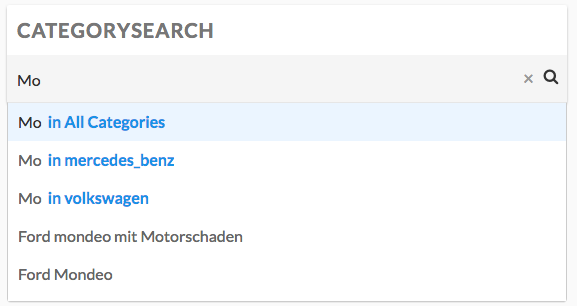 CATEGORYSEARCH
Mo
Mo in All Categories
Mo in mercedes_benz
Mo in volkswagen
Ford mondeo mit Motorschaden
Ford Mondeo